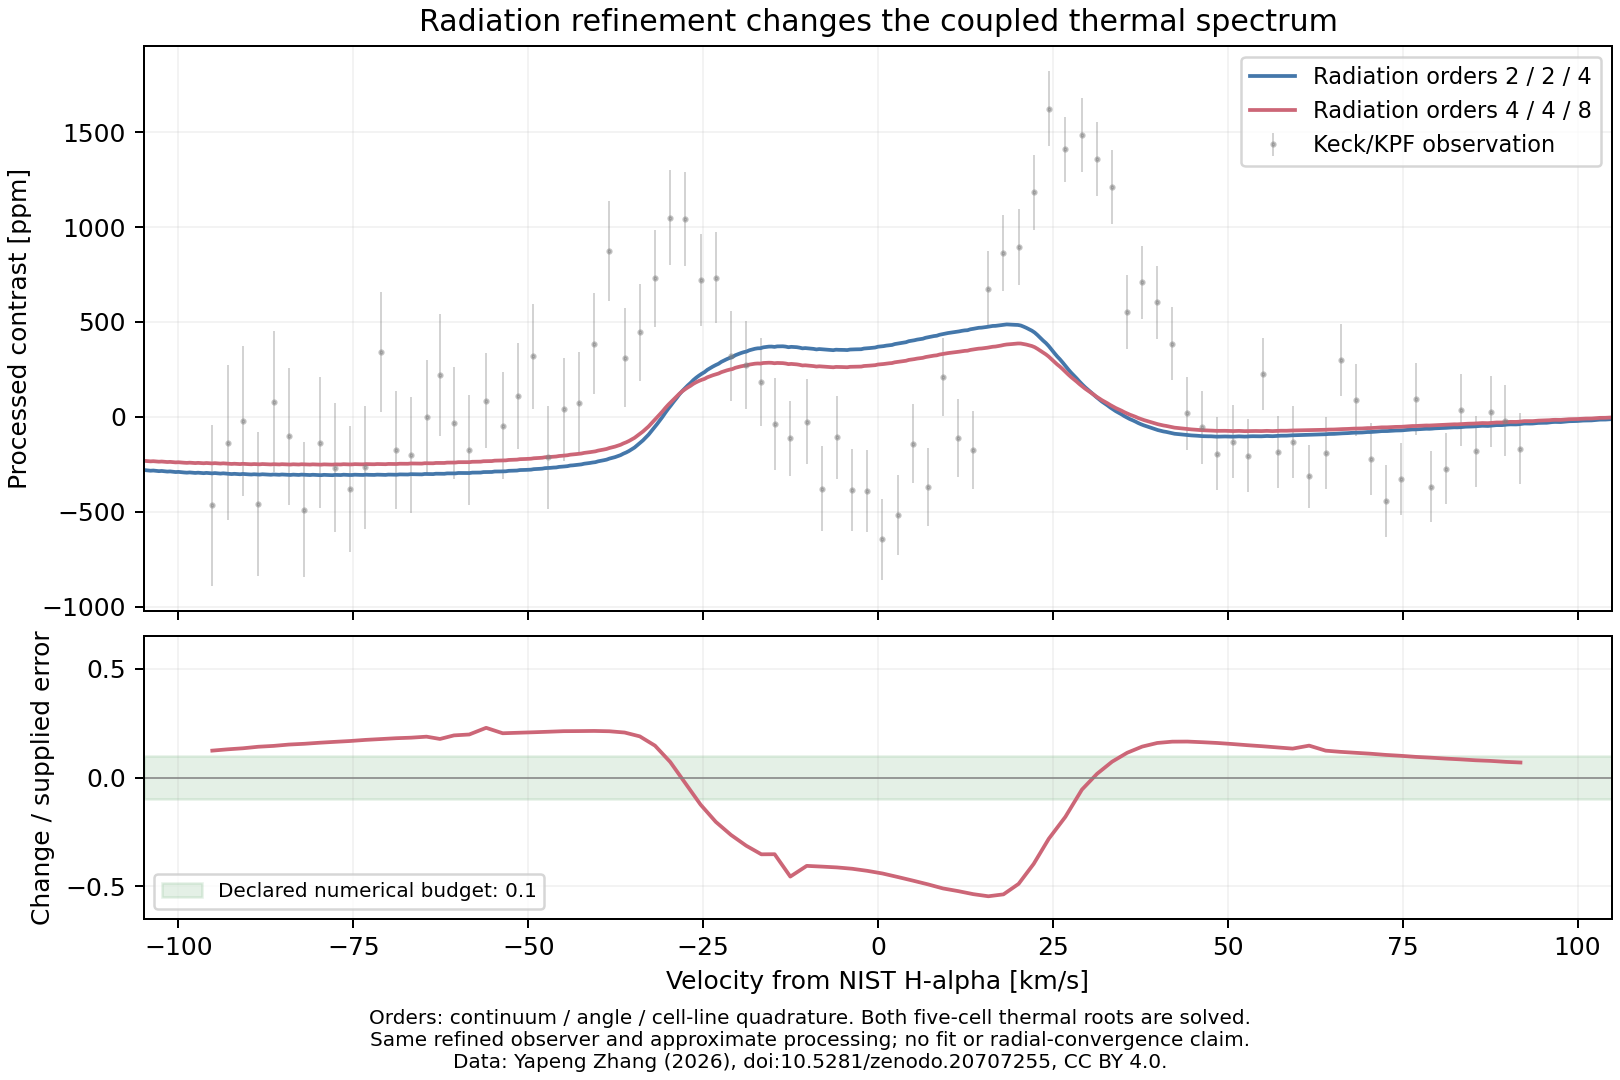 Radiation refinement changes the coupled thermal spectrum
Processed contrast [ppm]
1500
1000
500
0
−500
−1000
Radiation orders 2 / 2 / 4
Radiation orders 4 / 4 / 8
Keck/KPF observation
Change / supplied error
0.5
0.0
−0.5
Declared numerical budget: 0.1
−100 −75 −50 −25 0 25 50 75 100
Velocity from NIST H-alpha [km/s]
Orders: continuum / angle / cell-line quadrature. Both five-cell thermal roots are solved.
Same refined observer and approximate processing; no fit or radial-convergence claim.
Data: Yapeng Zhang (2026), doi:10.5281/zenodo.20707255, CC BY 4.0.